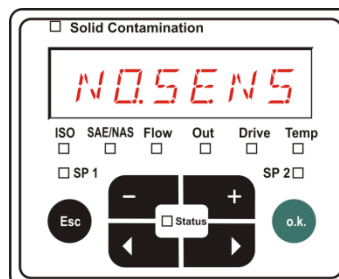 Solid Contamination
NO.SENS
ISO SAE/NAS Flow Out Drive Temp
SP 1 SP 2
− +
Esc Status o.k.